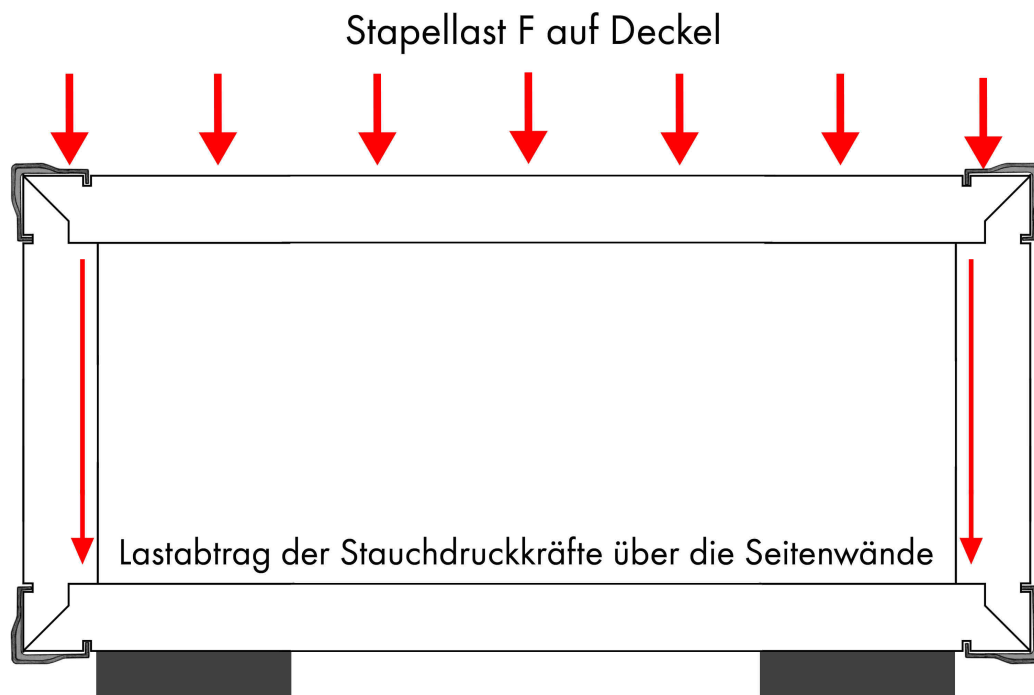 Stapellast F auf Deckel
Lastabtrag der Stauchdruckkräfte über die Seitenwände